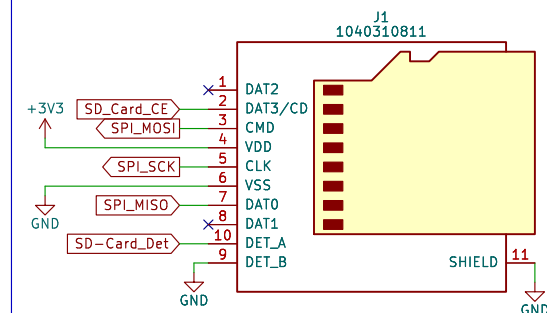 J1
1040310811
1 DAT2
SD_Card_CE 2 DAT3/CD
+3V3 SPI_MOSI 3 CMD
4 VDD
SPI_SCK 5 CLK
6 VSS
SPI_MISO 7 DAT0
GND 8 DAT1
SD-Card_Det 10 DET_A
9 DET_B SHIELD 11
GND GND